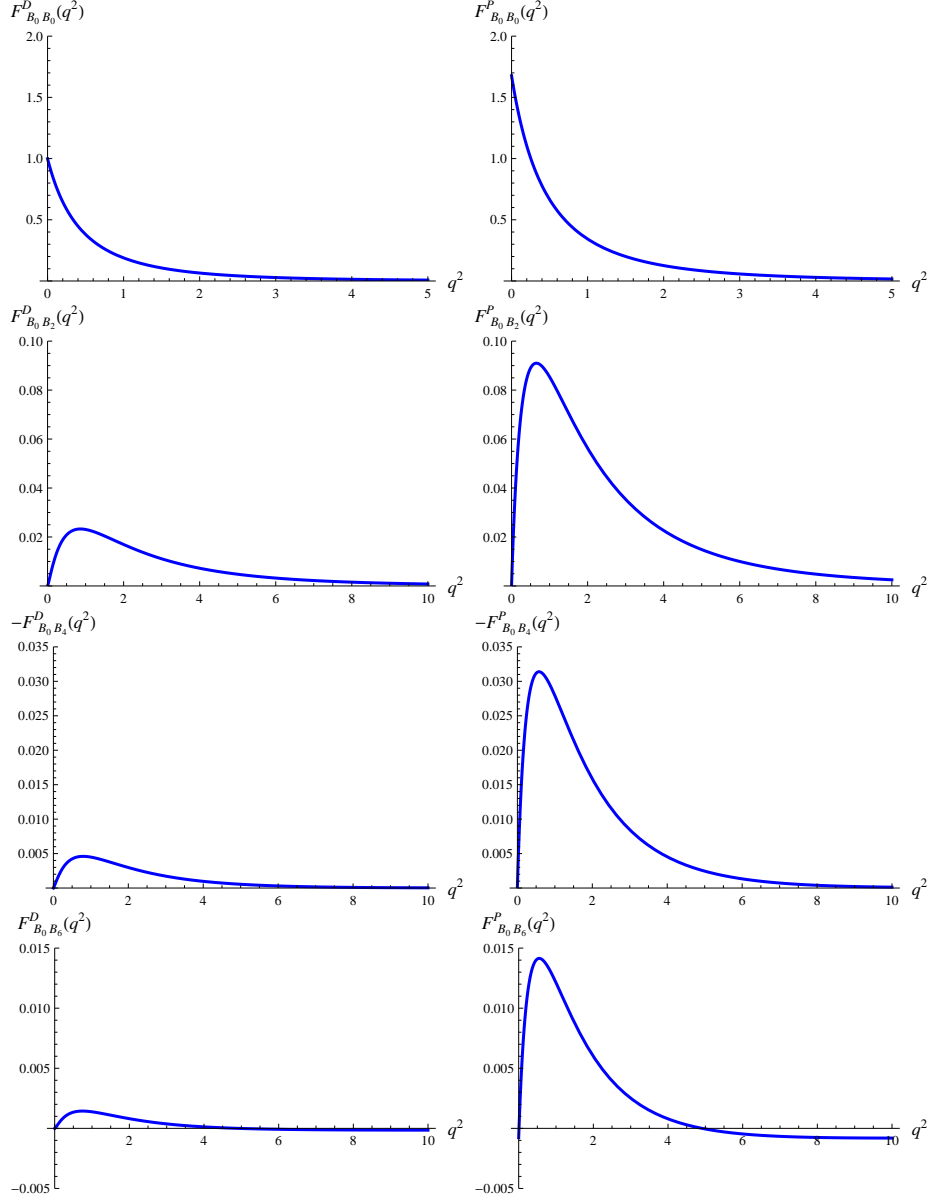 F^D_{B_0 B_0}(q^2)
2.0
1.5
1.0
0.5
0 1 2 3 4 5 q^2
F^P_{B_0 B_0}(q^2)
2.0
1.5
1.0
0.5
0 1 2 3 4 5 q^2
F^D_{B_0 B_2}(q^2)
0.10
0.08
0.06
0.04
0.02
0 2 4 6 8 10 q^2
F^P_{B_0 B_2}(q^2)
0.10
0.08
0.06
0.04
0.02
0 2 4 6 8 10 q^2
−F^D_{B_0 B_4}(q^2)
0.035
0.030
0.025
0.020
0.015
0.010
0.005
0 2 4 6 8 10 q^2
−F^P_{B_0 B_4}(q^2)
0.035
0.030
0.025
0.020
0.015
0.010
0.005
0 2 4 6 8 10 q^2
F^D_{B_0 B_6}(q^2)
0.015
0.010
0.005
2 4 6 8 10 q^2
−0.005
F^P_{B_0 B_6}(q^2)
0.015
0.010
0.005
2 4 6 8 10 q^2
−0.005